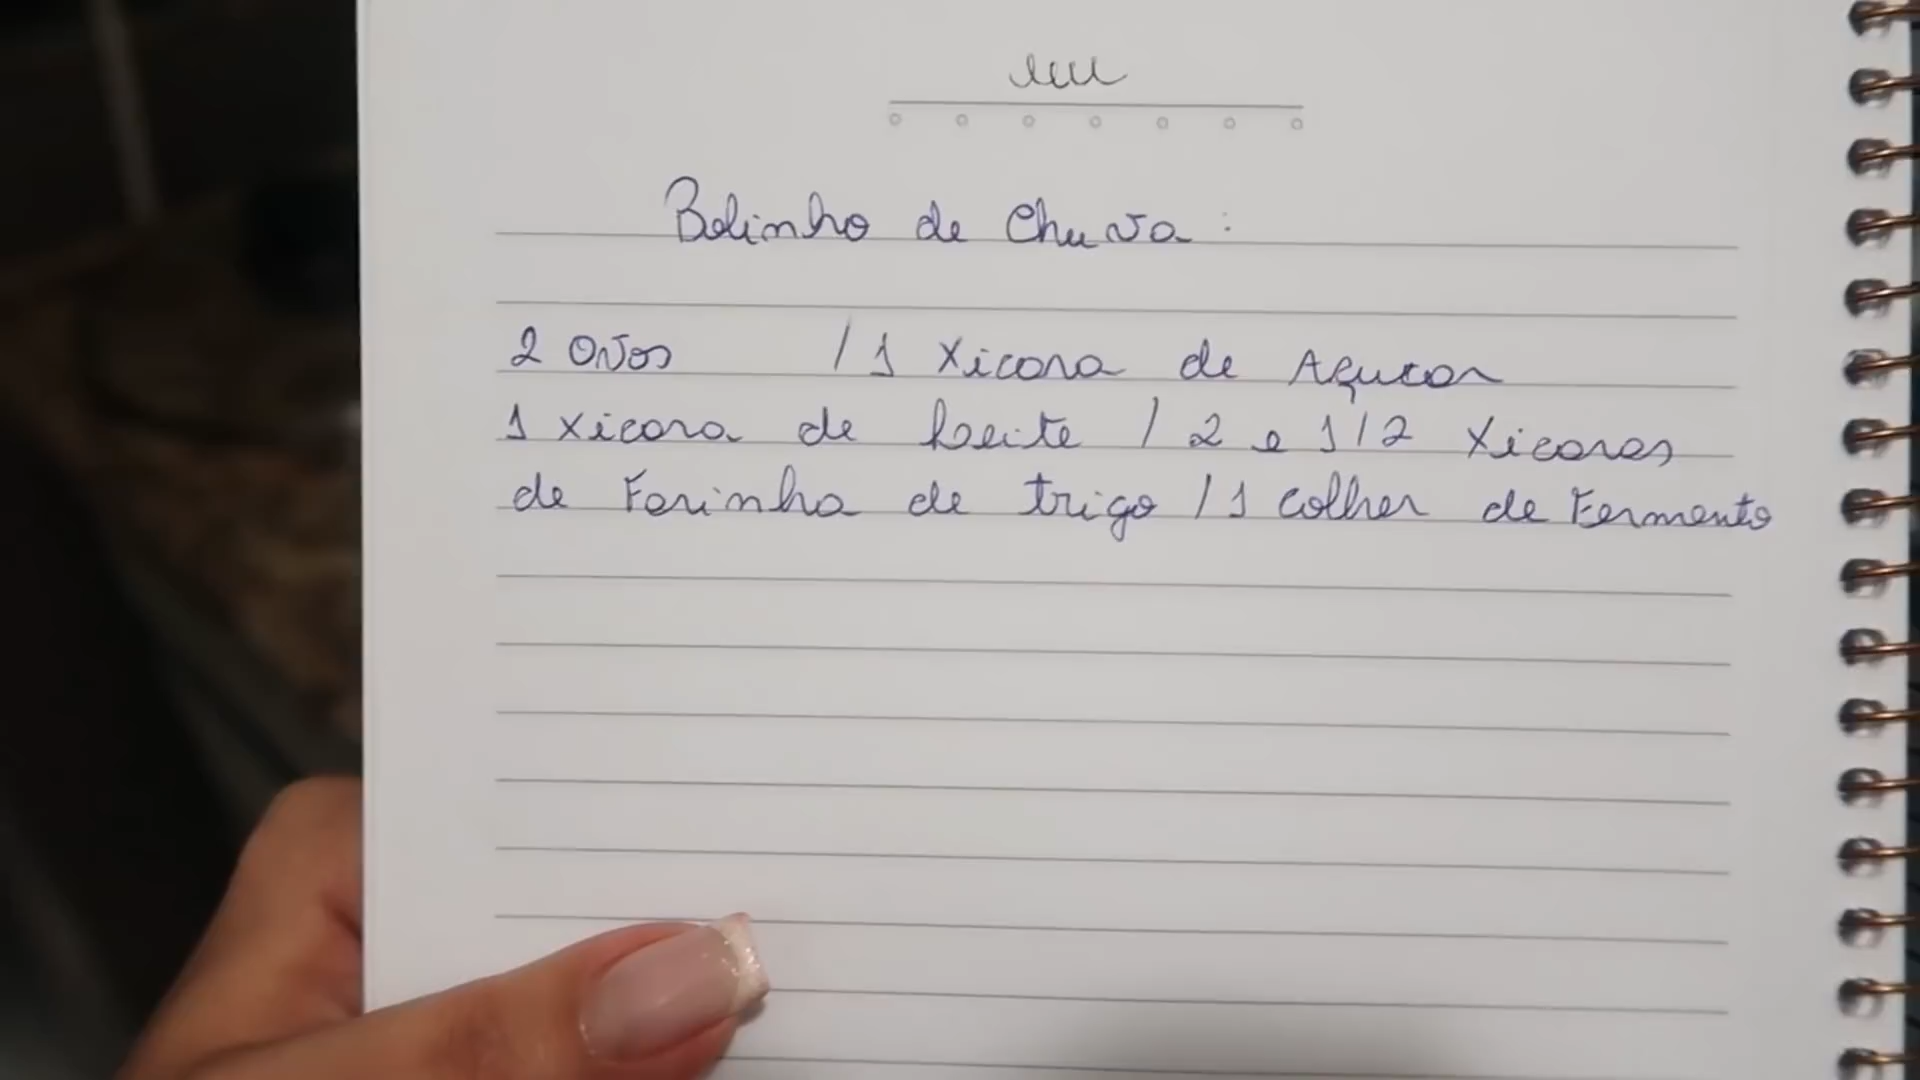 Bolinho de Chuva :
2 Ovos / 1 Xicara de Açucar
1 xicara de Leite / 2 e 1/2 Xicaras
de Farinha de trigo / 1 colher de Fermento